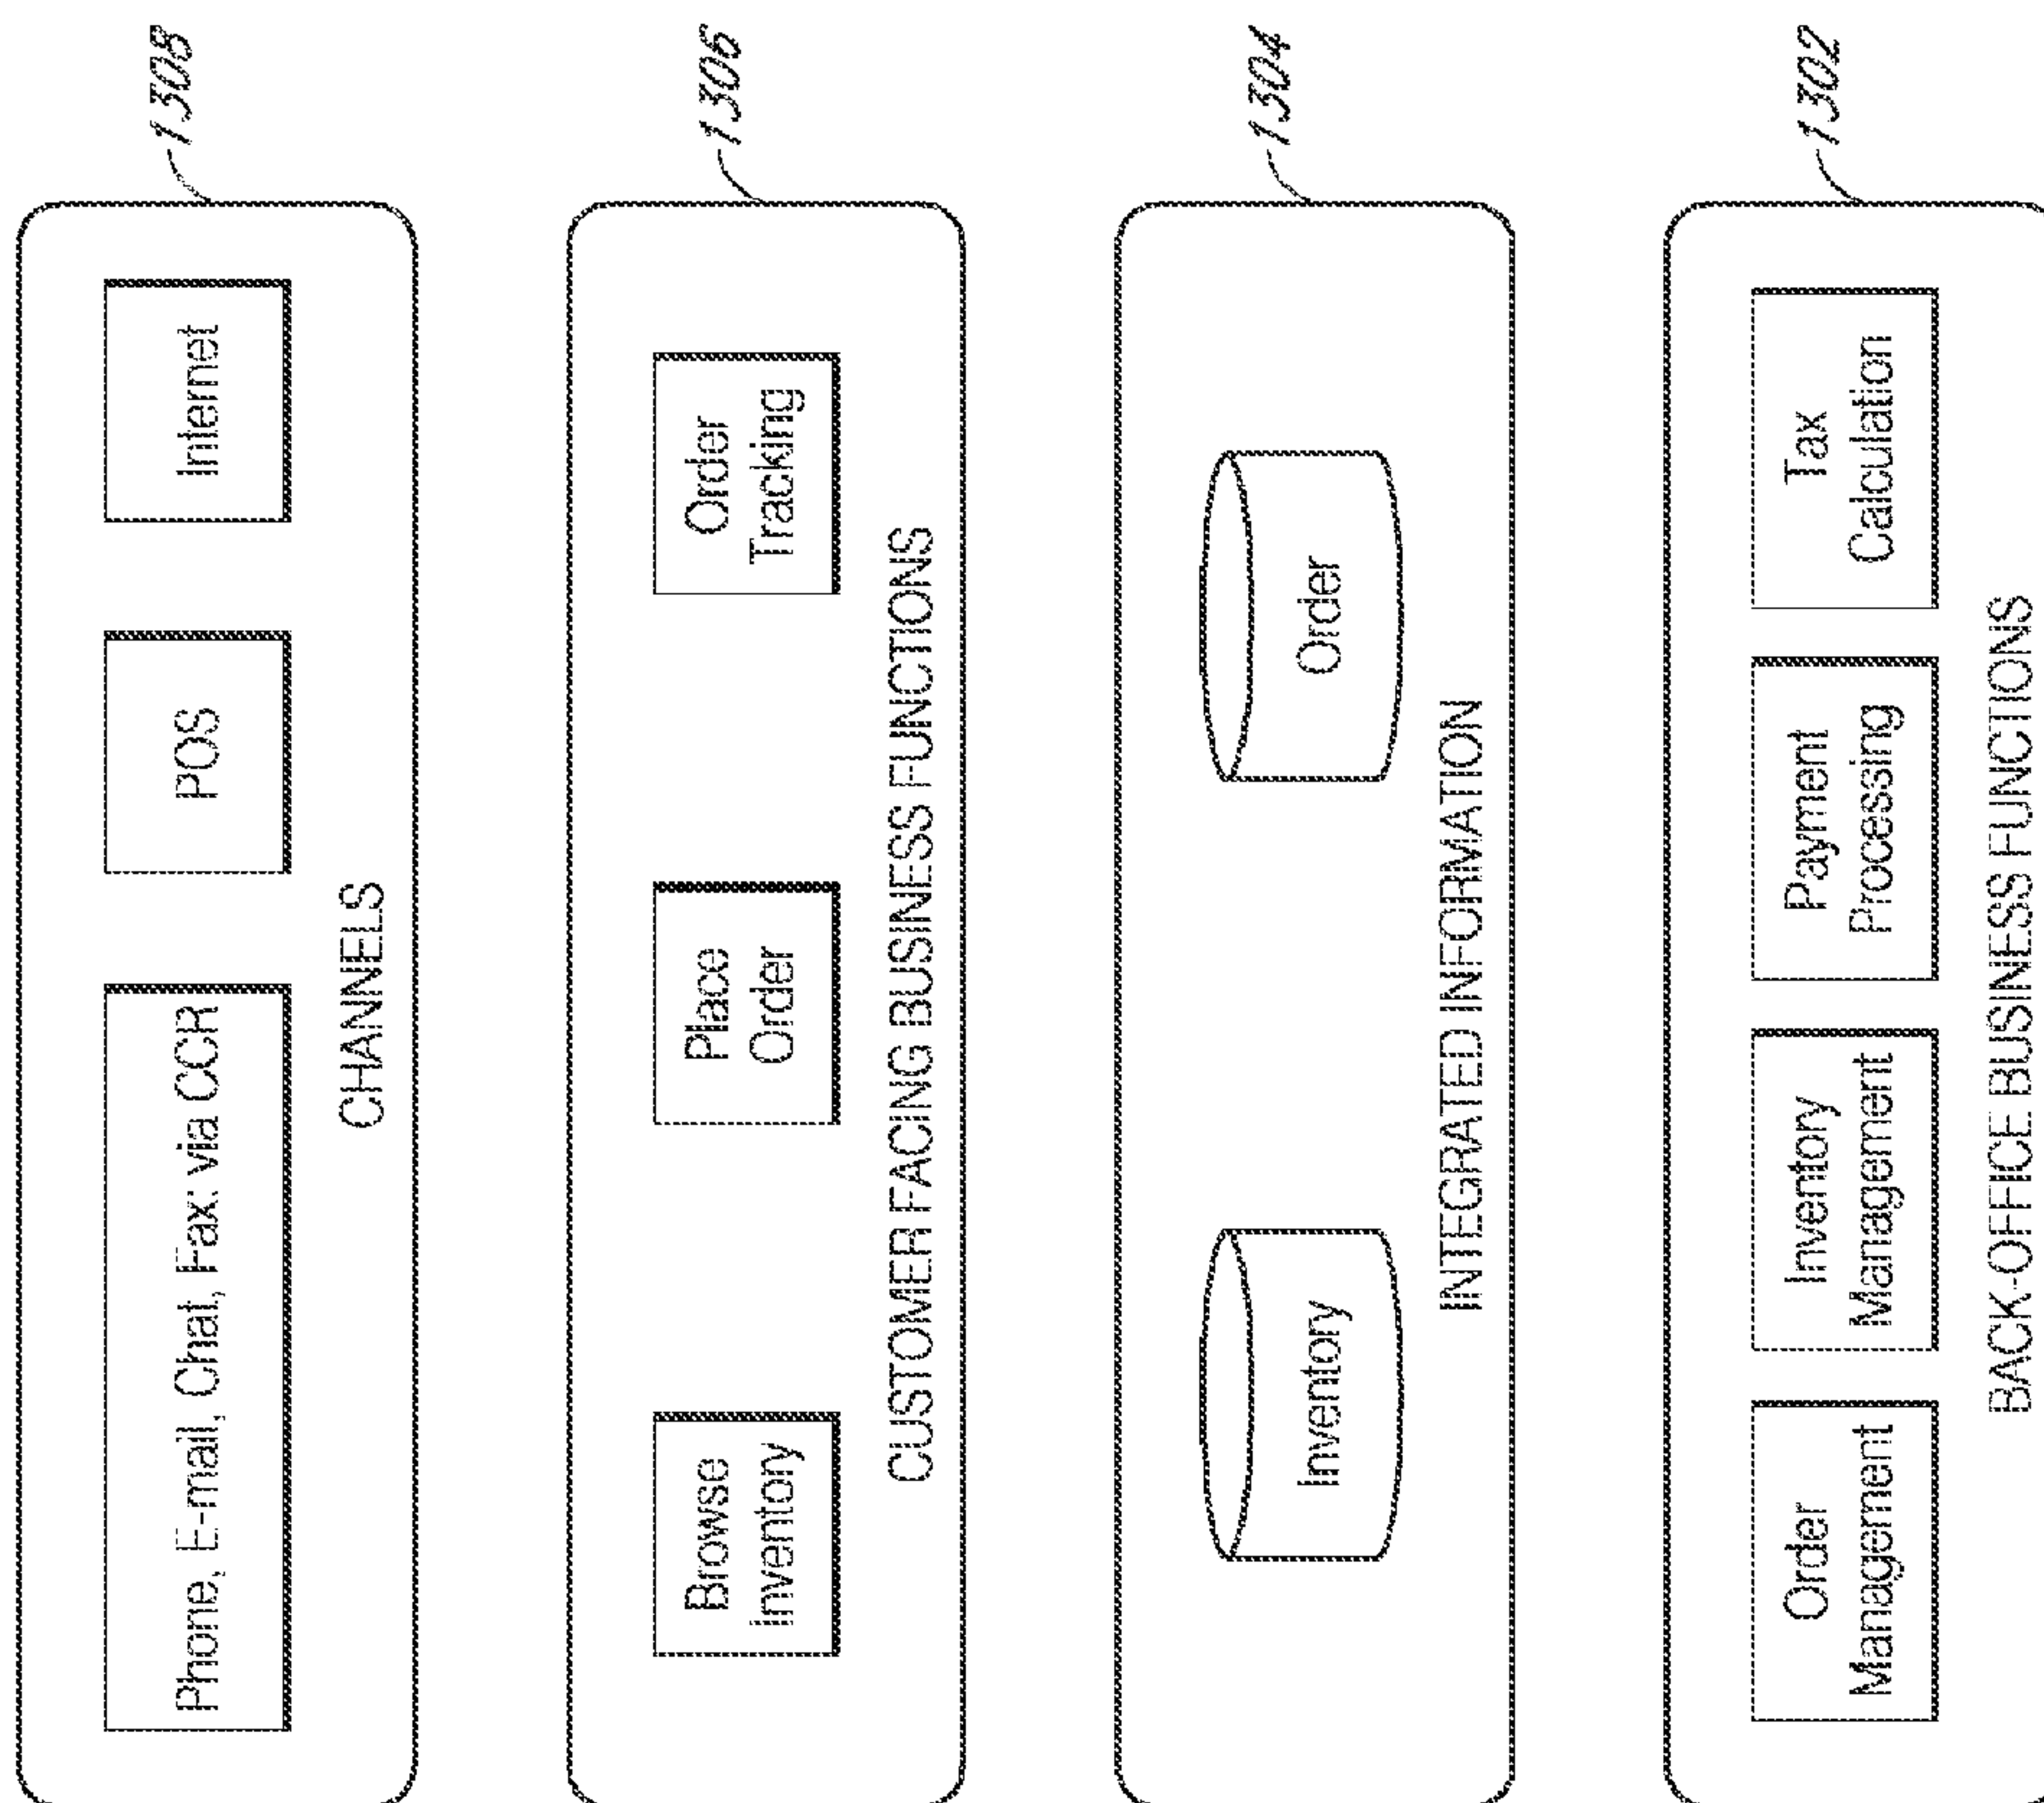 1308
Phone, E-mail, Chat, Fax via CCR
POS
Internet
CHANNELS
1306
Browse
Inventory
Place
Order
Order
Tracking
CUSTOMER FACING BUSINESS FUNCTIONS
1304
Inventory
Order
INTEGRATED INFORMATION
1302
Order
Management
Inventory
Management
Payment
Processing
Tax
Calculation
BACK-OFFICE BUSINESS FUNCTIONS